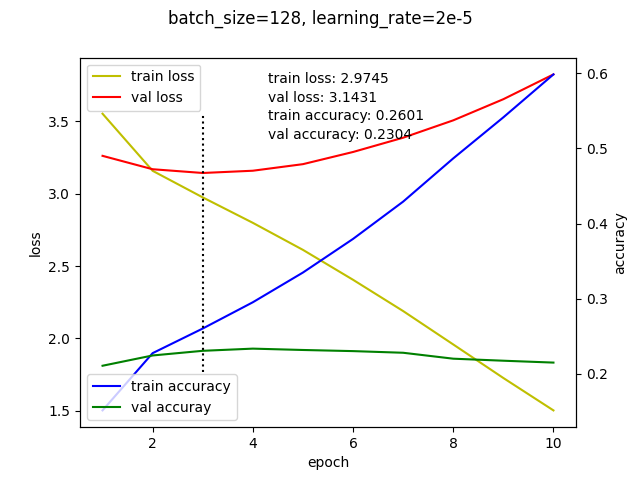 batch_size=128, learning_rate=2e-5
train loss
val loss
train loss: 2.9745
val loss: 3.1431
train accuracy: 0.2601
val accuracy: 0.2304
3.5
3.0
2.5
2.0
1.5
loss
0.6
0.5
0.4
0.3
0.2
accuracy
train accuracy
val accuray
2
4
6
8
10
epoch